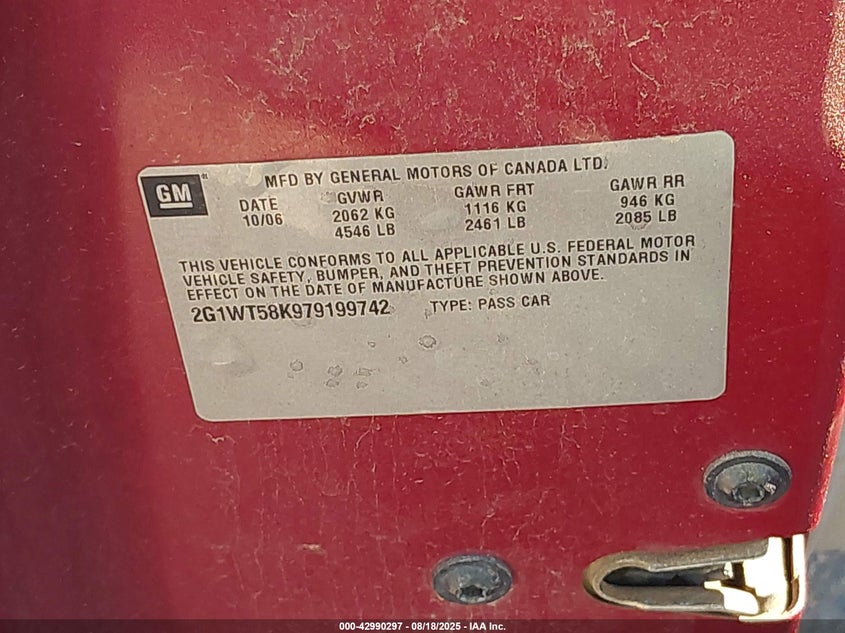 GM
MFD BY GENERAL MOTORS OF CANADA LTD.
DATE GVWR GAWR FRT GAWR RR
10/06 2062 KG 1116 KG 946 KG
4546 LB 2461 LB 2085 LB
THIS VEHICLE CONFORMS TO ALL APPLICABLE U.S. FEDERAL MOTOR
VEHICLE SAFETY, BUMPER, AND THEFT PREVENTION STANDARDS IN
EFFECT ON THE DATE OF MANUFACTURE SHOWN ABOVE.
2G1WT58K979199742 TYPE: PASS CAR
000-42990297 - 08/18/2025 - IAA Inc.